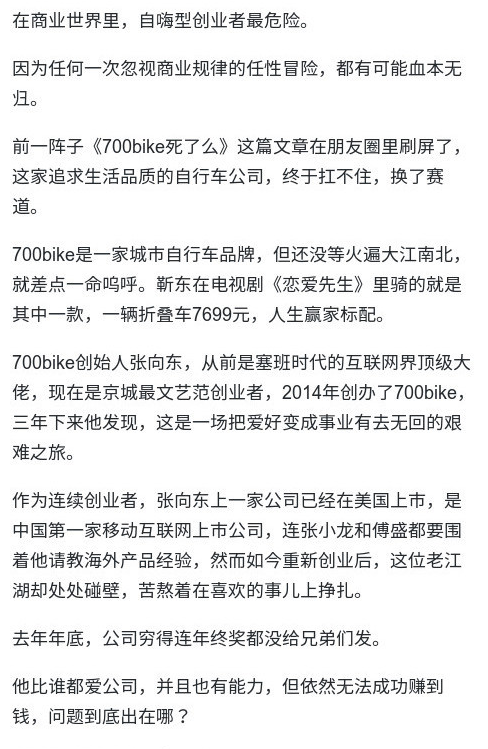 在商业世界里，自嗨型创业者最危险。
因为任何一次忽视商业规律的任性冒险，都有可能血本无
归。
前一阵子《700bike死了么》这篇文章在朋友圈里刷屏了，
这家追求生活品质的自行车公司，终于扛不住，换了赛
道。
700bike是一家城市自行车品牌，但还没等火遍大江南北，
就差点一命呜呼。靳东在电视剧《恋爱先生》里骑的就是
其中一款，一辆折叠车7699元，人生赢家标配。
700bike创始人张向东，从前是塞班时代的互联网界顶级大
佬，现在是京城最文艺范创业者，2014年创办了700bike，
三年下来他发现，这是一场把爱好变成事业有去无回的艰
难之旅。
作为连续创业者，张向东上一家公司已经在美国上市，是
中国第一家移动互联网上市公司，连张小龙和傅盛都要围
着他请教海外产品经验，然而如今重新创业后，这位老江
湖却处处碰壁，苦熬着在喜欢的事儿上挣扎。
去年年底，公司穷得连年终奖都没给兄弟们发。
他比谁都爱公司，并且也有能力，但依然无法成功赚到
钱，问题到底出在哪？